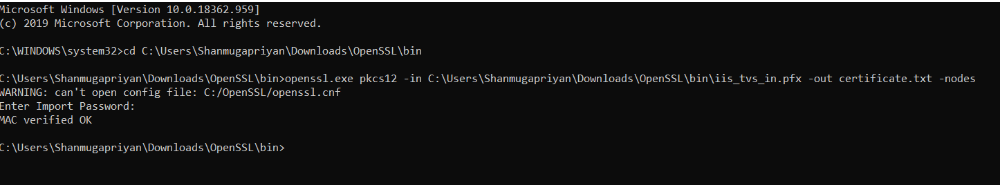 Microsoft Windows [Version 10.0.18362.959]
(c) 2019 Microsoft Corporation. All rights reserved.
C:\WINDOWS\system32>cd C:\Users\Shanmugapriyan\Downloads\OpenSSL\bin
C:\Users\Shanmugapriyan\Downloads\OpenSSL\bin>openssl.exe pkcs12 -in C:\Users\Shanmugapriyan\Downloads\OpenSSL\bin\iis_tvs_in.pfx -out certificate.txt -nodes
WARNING: can't open config file: C:/OpenSSL/openssl.cnf
Enter Import Password:
MAC verified OK
C:\Users\Shanmugapriyan\Downloads\OpenSSL\bin>